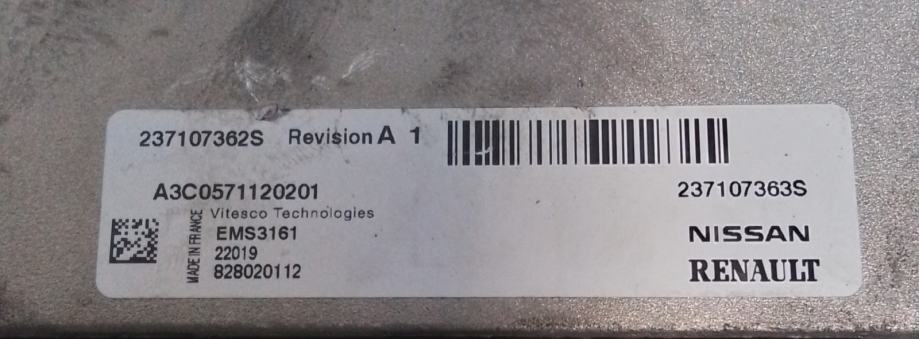 237107362S Revision A 1
A3C0571120201
237107363S
MADE IN FRANCE
Vitesco Technologies
EMS3161
22019
828020112
NISSAN
RENAULT